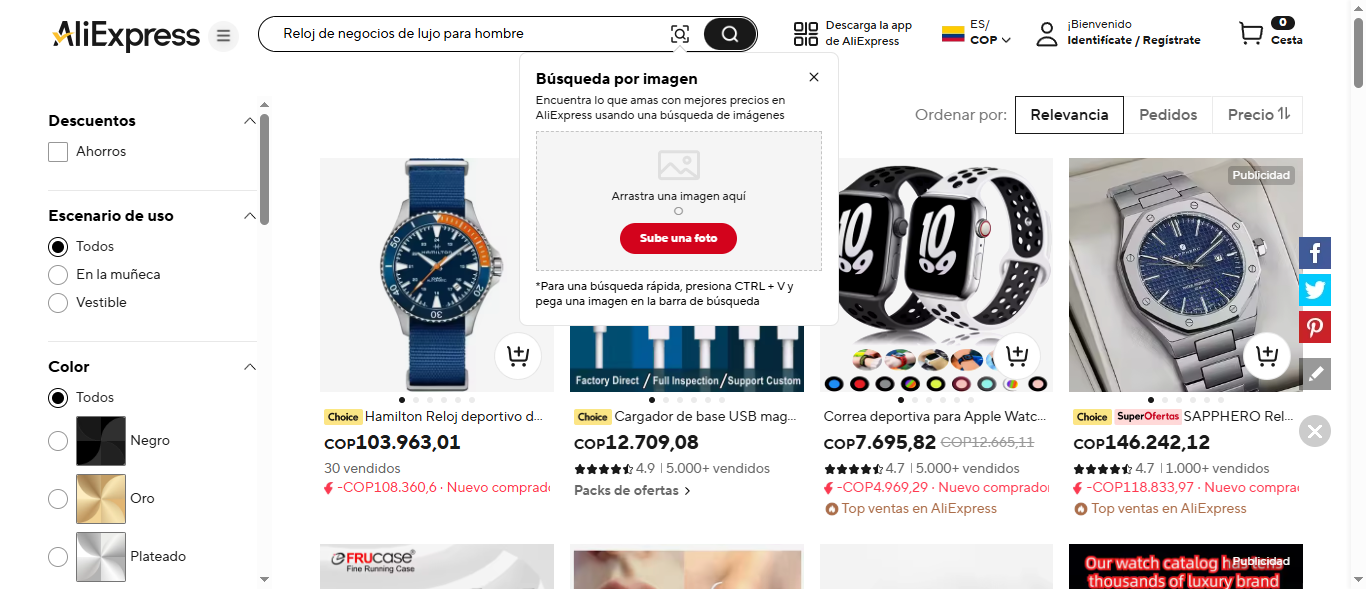 AliExpress
Reloj de negocios de lujo para hombre
Descarga la app
de AliExpress
ES/
COP
¡Bienvenido
Identifícate / Regístrate
0
Cesta
Búsqueda por imagen
Encuentra lo que amas con mejores precios en
AliExpress usando una búsqueda de imágenes
Arrastra una imagen aquí
O
Sube una foto
*Para una búsqueda rápida, presiona CTRL + V y
pega una imagen en la barra de búsqueda
Ordenar por:
Relevancia
Pedidos
Precio
Descuentos
Ahorros
Escenario de uso
Todos
En la muñeca
Vestible
Color
Todos
Negro
Oro
Plateado
HAMILTON
Factory Direct / Full Inspection / Support Custom
10
09
10
09
Publicidad
SAPPHERO
Choice Hamilton Reloj deportivo d...
COP103.963,01
30 vendidos
-COP108.360,6 · Nuevo comprado
Choice Cargador de base USB mag...
COP12.709,08
4.9 | 5.000+ vendidos
Packs de ofertas >
Correa deportiva para Apple Watc...
COP7.695,82 COP12.665,11
4.7 | 5.000+ vendidos
-COP4.969,29 · Nuevo comprador
Top ventas en AliExpress
Choice SuperOfertas SAPPHERO Rel...
COP146.242,12
4.7 | 1.000+ vendidos
-COP118.833,97 · Nuevo compra
Top ventas en AliExpress
FRUCASE
Fine Running Case
Our watch catalog has tens
Publicidad
thousands of luxury brand